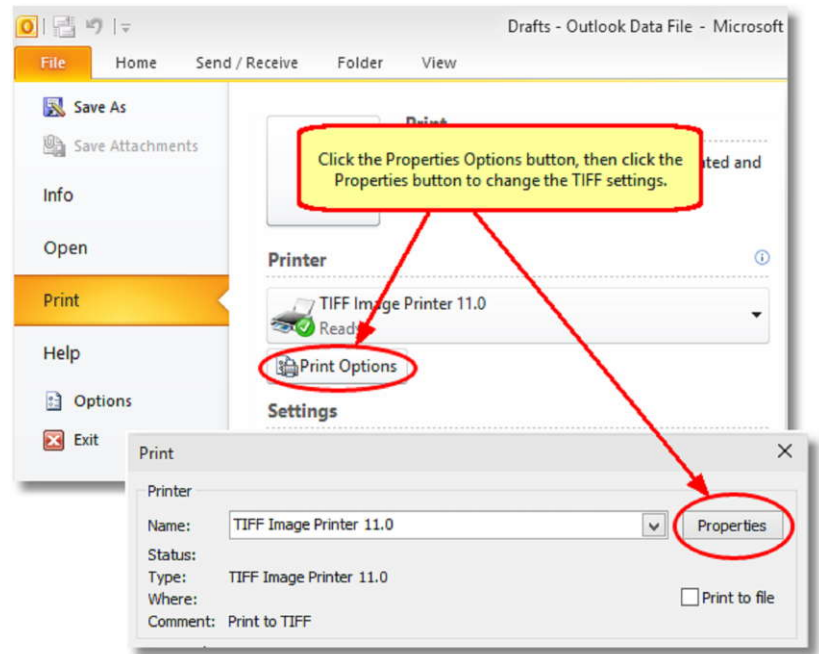 Drafts - Outlook Data File - Microsoft
File Home Send / Receive Folder View
Save As
Save Attachments
Info
Open
Print
Help
Options
Exit
Print
Click the Properties Options button, then click the
Properties button to change the TIFF settings.
and
Printer
TIFF Image Printer 11.0
Ready
Print Options
Settings
Print
Printer
Name: TIFF Image Printer 11.0 Properties
Status:
Type: TIFF Image Printer 11.0
Where: Print to file
Comment: Print to TIFF